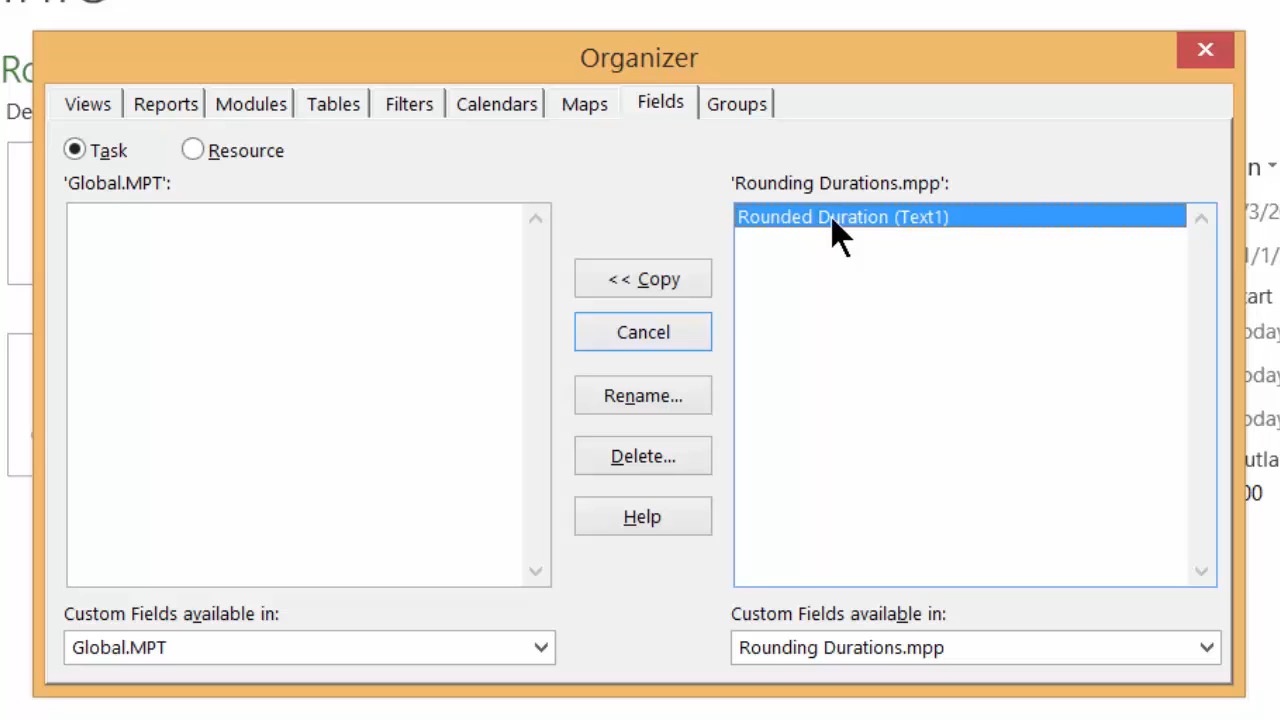 Organizer
Views Reports Modules Tables Filters Calendars Maps Fields Groups
Task Resource
'Global.MPT': 'Rounding Durations.mpp':
Rounded Duration (Text1)
<< Copy
Cancel
Rename...
Delete...
Help
Custom Fields available in: Custom Fields available in:
Global.MPT Rounding Durations.mpp